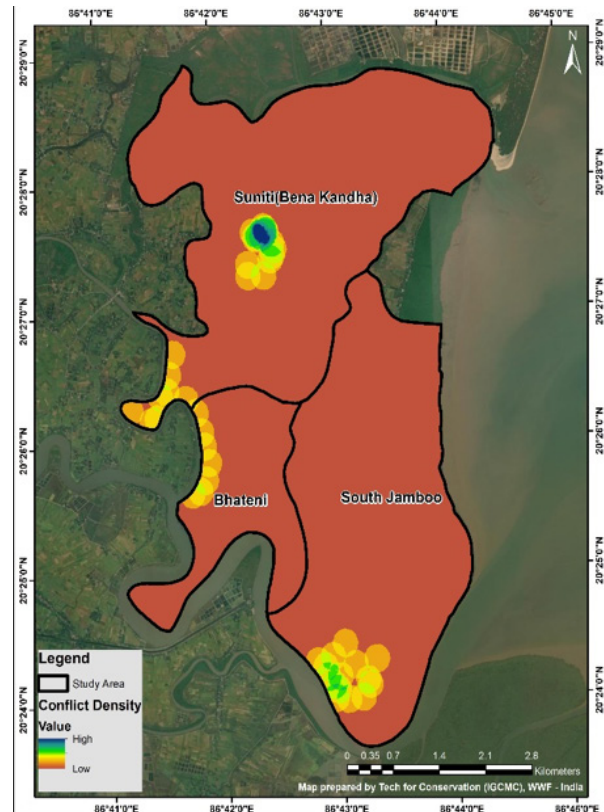 86°41'0"E 86°42'0"E 86°43'0"E 86°44'0"E 86°45'0"E
N
20°29'0"N
20°28'0"N
20°27'0"N
20°26'0"N
20°25'0"N
20°24'0"N
20°29'0"N
20°28'0"N
20°27'0"N
20°26'0"N
20°25'0"N
20°24'0"N
Suniti(Bena Kandha)
Bhateni
South Jamboo
Legend
Study Area
Conflict Density
Value
High
Low
0 0.35 0.7 1.4 2.1 2.8
Kilometers
Map prepared by Tech for Conservation (IGCMC), WWF - India
86°41'0"E 86°42'0"E 86°43'0"E 86°44'0"E 86°45'0"E